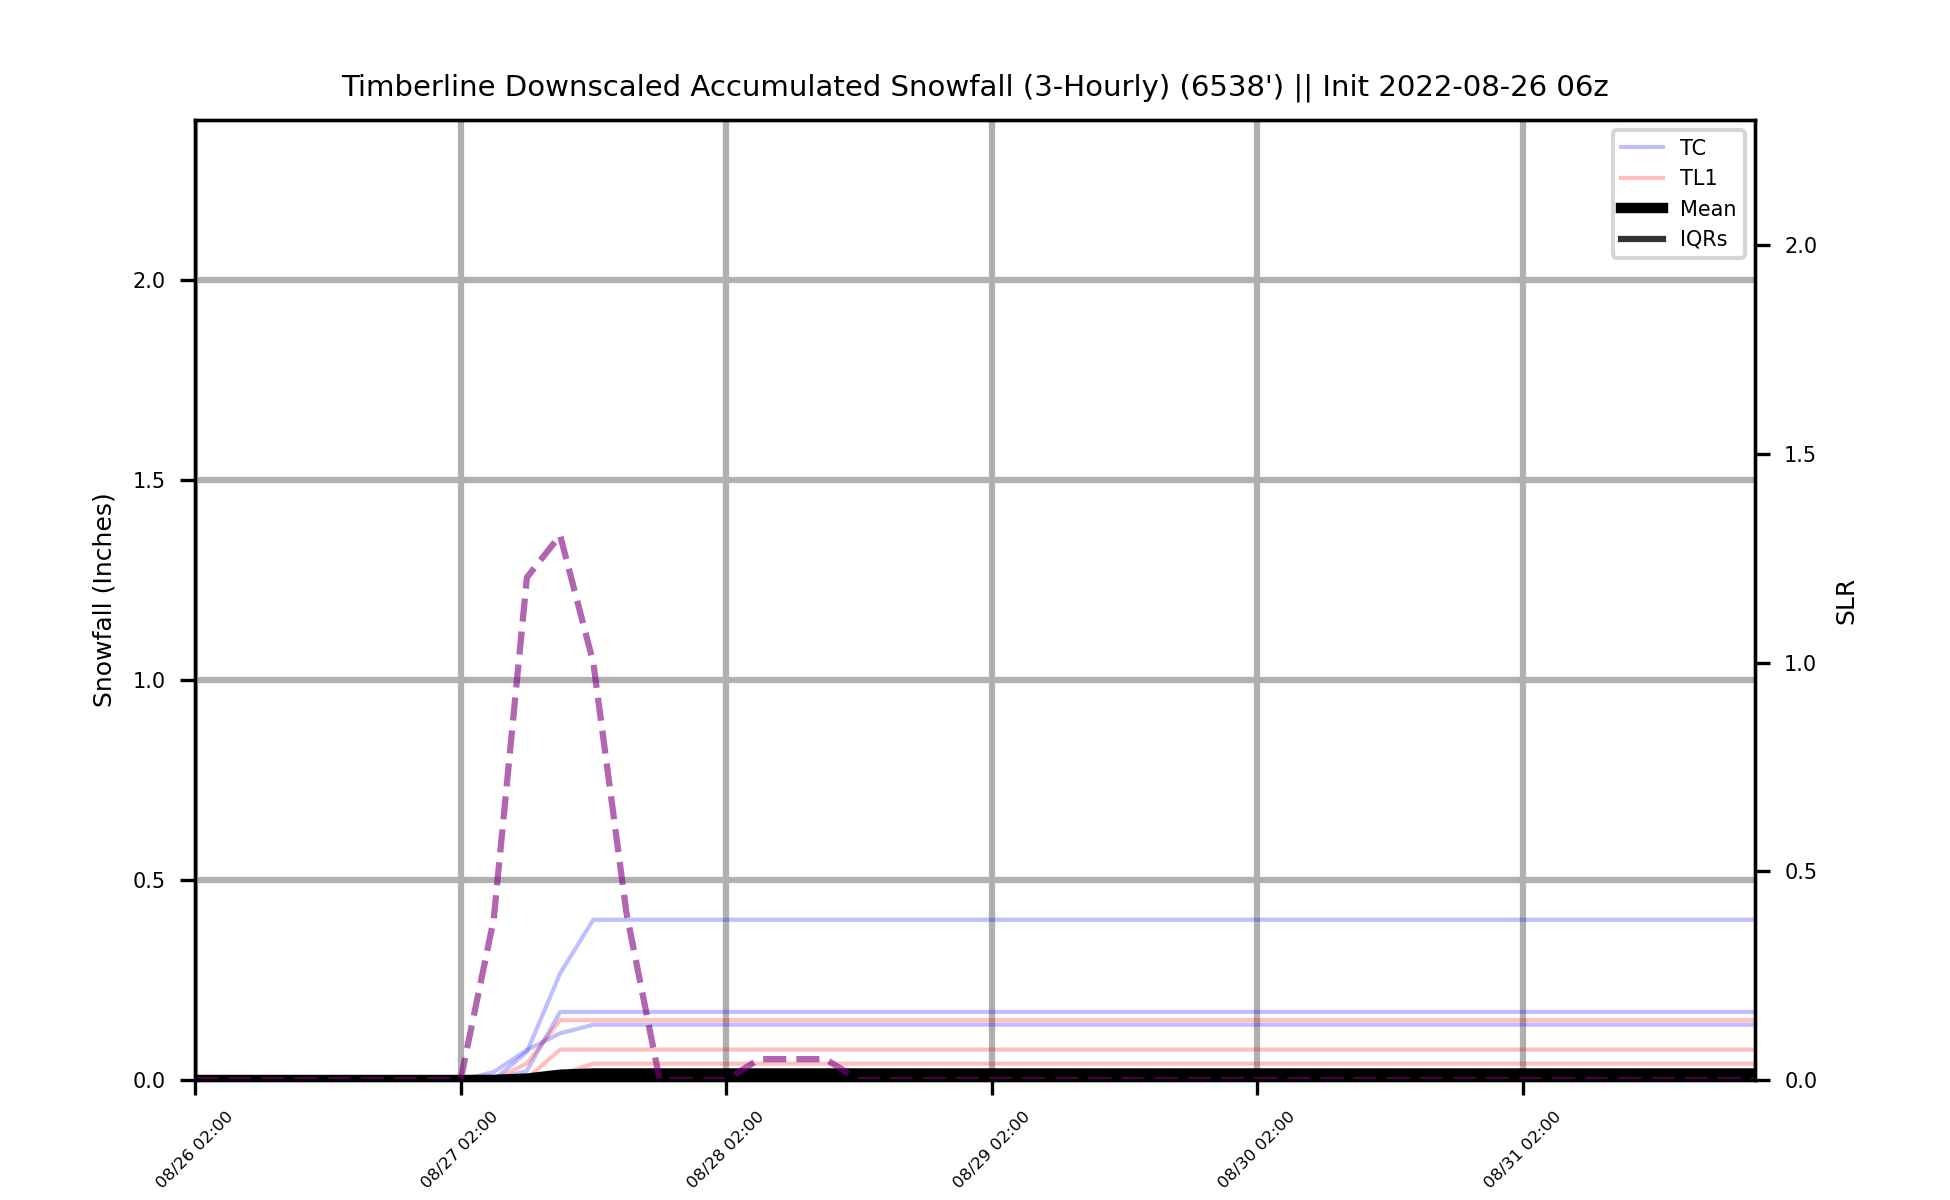 Timberline Downscaled Accumulated Snowfall (3-Hourly) (6538') || Init 2022-08-26 06z
TC
TL1
Mean
IQRs
Snowfall (Inches)
2.0
1.5
1.0
0.5
0.0
SLR
2.0
1.5
1.0
0.5
0.0
08/26 02:00
08/27 02:00
08/28 02:00
08/29 02:00
08/30 02:00
08/31 02:00